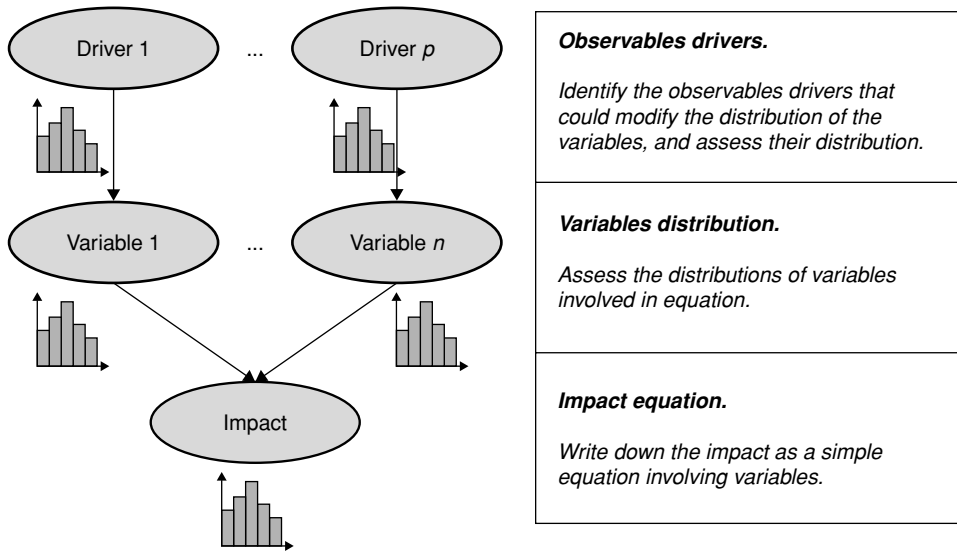 Driver 1
...
Driver p
Variable 1
...
Variable n
Impact
Observables drivers.
Identify the observables drivers that
could modify the distribution of the
variables, and assess their distribution.
Variables distribution.
Assess the distributions of variables
involved in equation.
Impact equation.
Write down the impact as a simple
equation involving variables.